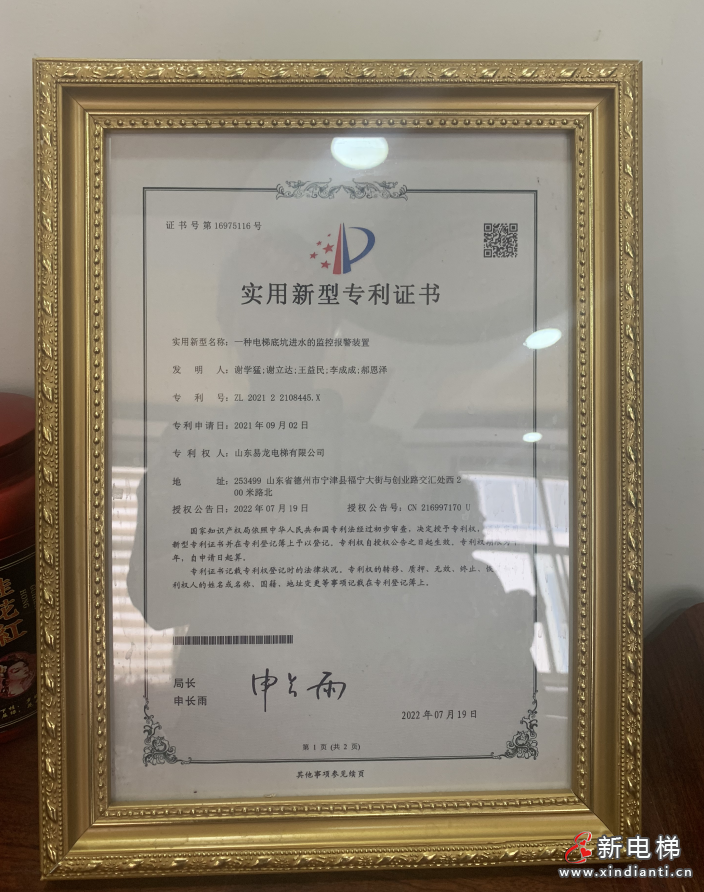 证书号第16975116号
实用新型专利证书
实用新型名称：一种电梯底坑进水的监控报警装置
发 明 人：谢学猛;谢立达;王益民;李成成;郝恩泽
专 利 号：ZL 2021 2 2108445.X
专利申请日：2021年09月02日
专 利 权 人：山东易龙电梯有限公司
地 址：253499 山东省德州市宁津县福宁大街与创业路交汇处西2
00米路北
授权公告日：2022年07月19日 授权公告号：CN 216997170 U
国家知识产权局依照中华人民共和国专利法经过初步审查，决定授予专利权，
新型专利证书并在专利登记簿上予以登记。专利权自授权公告之日起生效。专利权期限为十
年，自申请日起算。
专利证书记载专利权登记时的法律状况。专利权的转移、质押、无效、终止、
利权人的姓名或名称、国籍、地址变更等事项记载在专利登记簿上。
局长
申长雨
申长雨
2022年07月19日
第 1 页 (共 2 页)
其他事项参见续页
新电梯
www.xindianti.cn